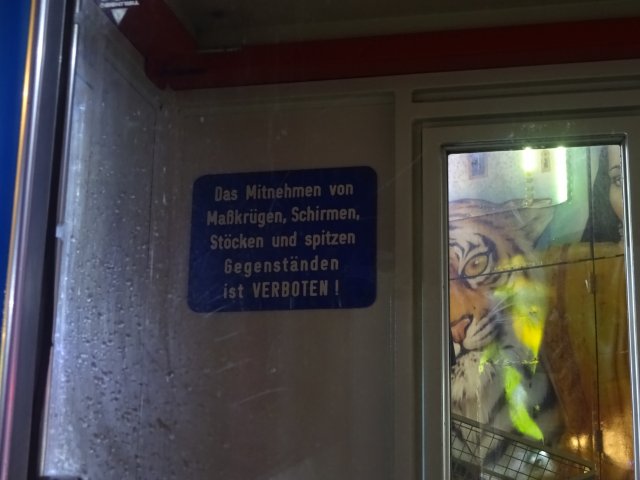 Das Mitnehmen von
Maßkrügen, Schirmen,
Stöcken und spitzen
Gegenständen
ist VERBOTEN !